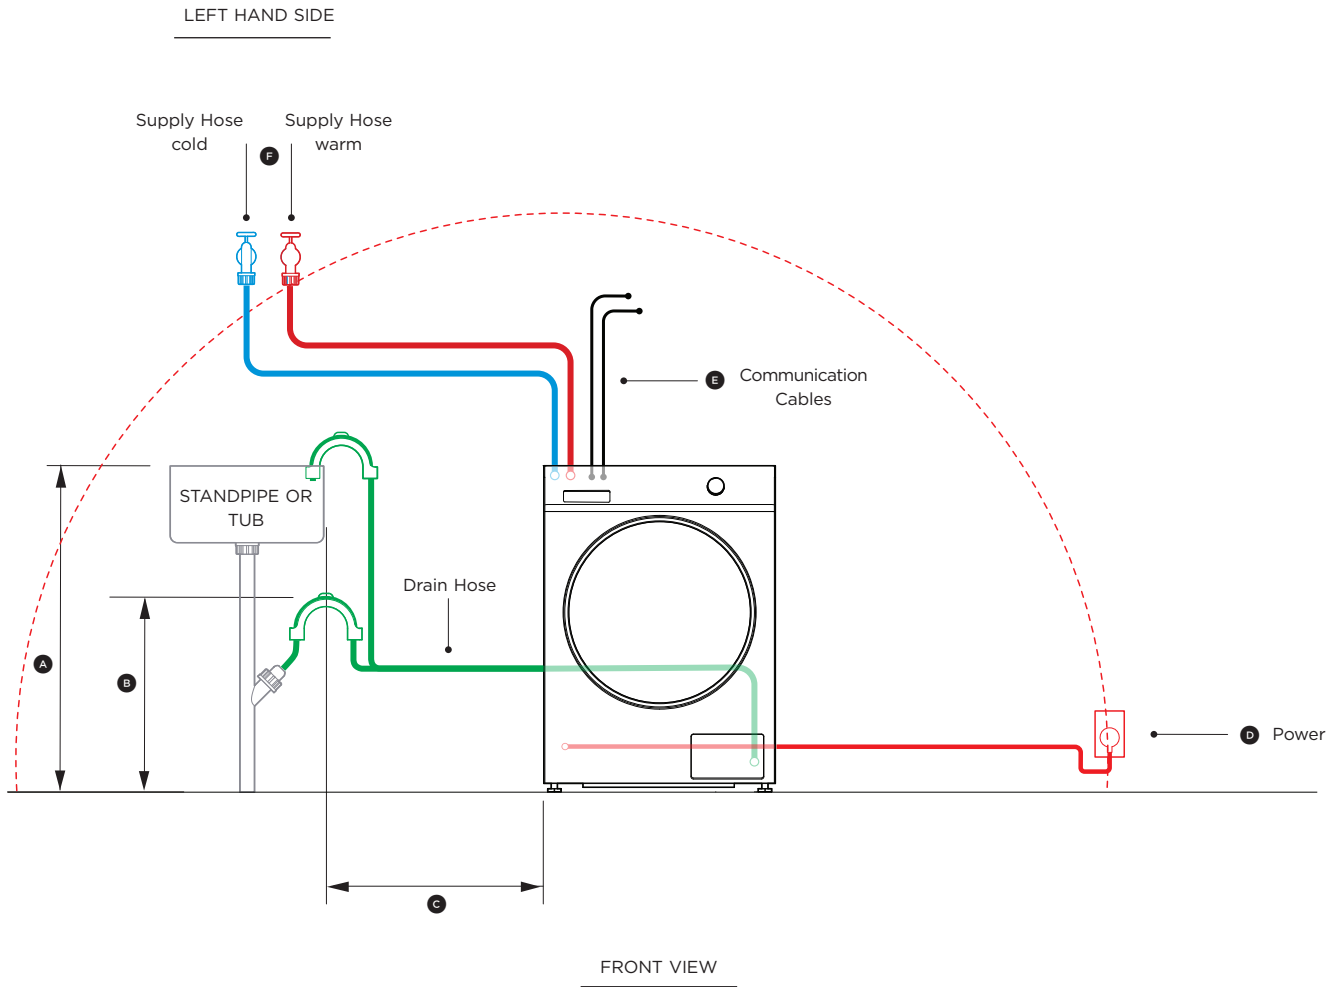 LEFT HAND SIDE
Supply Hose
cold
F
Supply Hose
warm
E
Communication
Cables
STANDPIPE OR
TUB
Drain Hose
A
B
D
Power
C
FRONT VIEW